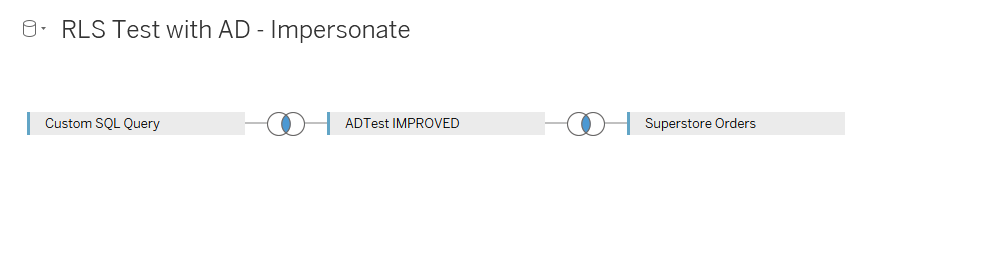 RLS Test with AD - Impersonate
Custom SQL Query ADTest IMPROVED Superstore Orders